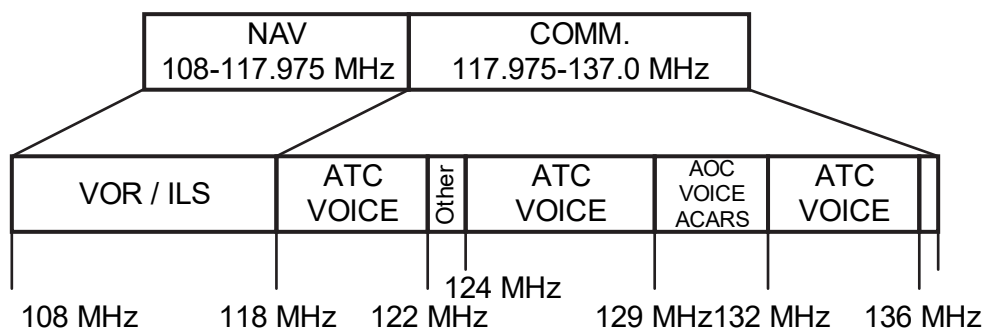 NAV
108-117.975 MHz
COMM.
117.975-137.0 MHz
VOR / ILS
ATC
VOICE
Other
ATC
VOICE
AOC
VOICE
ACARS
ATC
VOICE
124 MHz
108 MHz
118 MHz
122 MHz
129 MHz
132 MHz
136 MHz